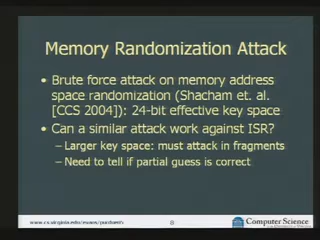 Memory Randomization Attack
• Brute force attack on memory address
space randomization (Shacham et. al.
[CCS 2004]): 24-bit effective key space
• Can a similar attack work against ISR?
– Larger key space: must attack in fragments
– Need to tell if partial guess is correct
8
Computer Science